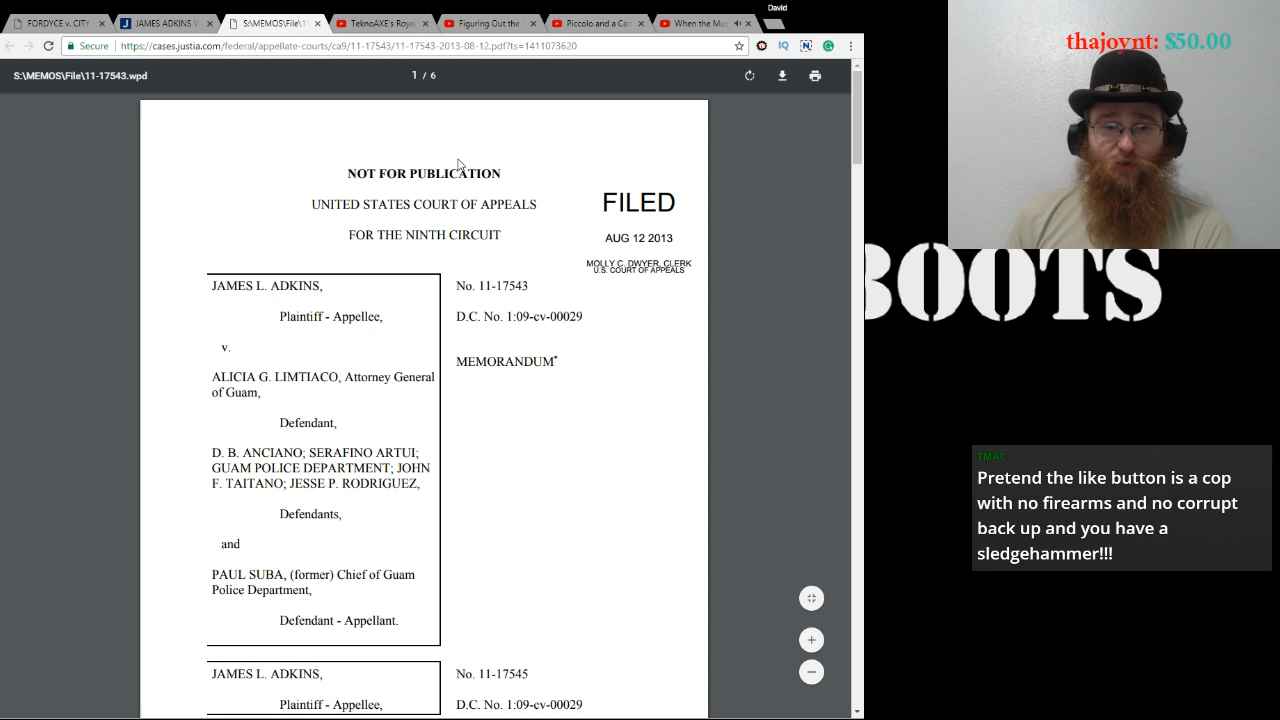 David
FORDYCE v. CITY
JAMES ADKINS V
S:\MEMOS\File\11
TeknoAXE's Roya
Figuring Out the
Piccolo and a Car
When the Mu
Secure
https://cases.justia.com/federal/appellate-courts/ca9/11-17543/11-17543-2013-08-12.pdf?ts=1411073620
IQ
N
S:\MEMOS\File\11-17543.wpd
1 / 6
NOT FOR PUBLICATION
UNITED STATES COURT OF APPEALS
FOR THE NINTH CIRCUIT
FILED
AUG 12 2013
MOLLY C. DWYER, CLERK
U.S. COURT OF APPEALS
JAMES L. ADKINS,
Plaintiff - Appellee,
v.
ALICIA G. LIMTIACO, Attorney General
of Guam,
Defendant,
D. B. ANCIANO; SERAFINO ARTUI;
GUAM POLICE DEPARTMENT; JOHN
F. TAITANO; JESSE P. RODRIGUEZ,
Defendants,
and
PAUL SUBA, (former) Chief of Guam
Police Department,
Defendant - Appellant.
No. 11-17543
D.C. No. 1:09-cv-00029
MEMORANDUM*
JAMES L. ADKINS,
Plaintiff - Appellee,
No. 11-17545
D.C. No. 1:09-cv-00029
thajoynt: $50.00
BOOTS
TMAC
Pretend the like button is a cop
with no firearms and no corrupt
back up and you have a
sledgehammer!!!